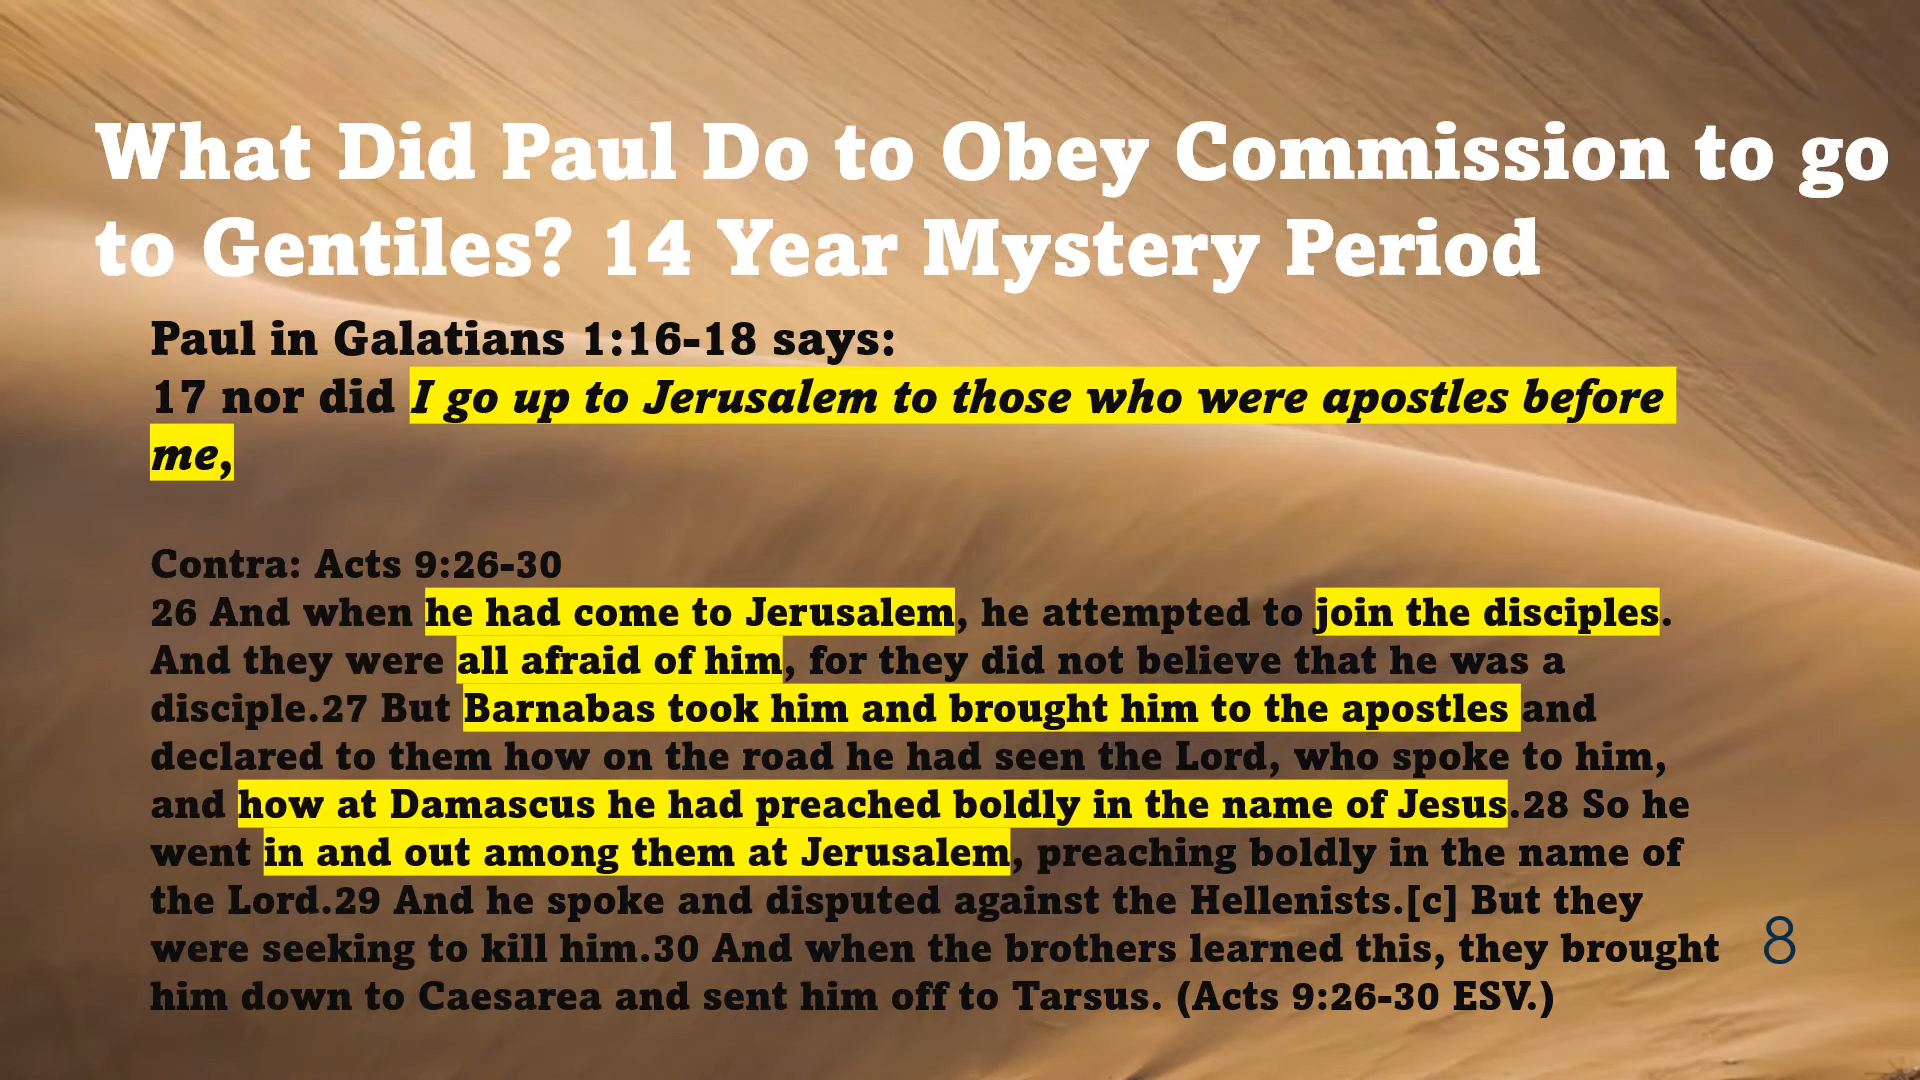 What Did Paul Do to Obey Commission to go
to Gentiles? 14 Year Mystery Period
Paul in Galatians 1:16-18 says:
17 nor did I go up to Jerusalem to those who were apostles before
me,
Contra: Acts 9:26-30
26 And when he had come to Jerusalem, he attempted to join the disciples.
And they were all afraid of him, for they did not believe that he was a
disciple.27 But Barnabas took him and brought him to the apostles and
declared to them how on the road he had seen the Lord, who spoke to him,
and how at Damascus he had preached boldly in the name of Jesus.28 So he
went in and out among them at Jerusalem, preaching boldly in the name of
the Lord.29 And he spoke and disputed against the Hellenists.[c] But they
were seeking to kill him.30 And when the brothers learned this, they brought
him down to Caesarea and sent him off to Tarsus. (Acts 9:26-30 ESV.)
8